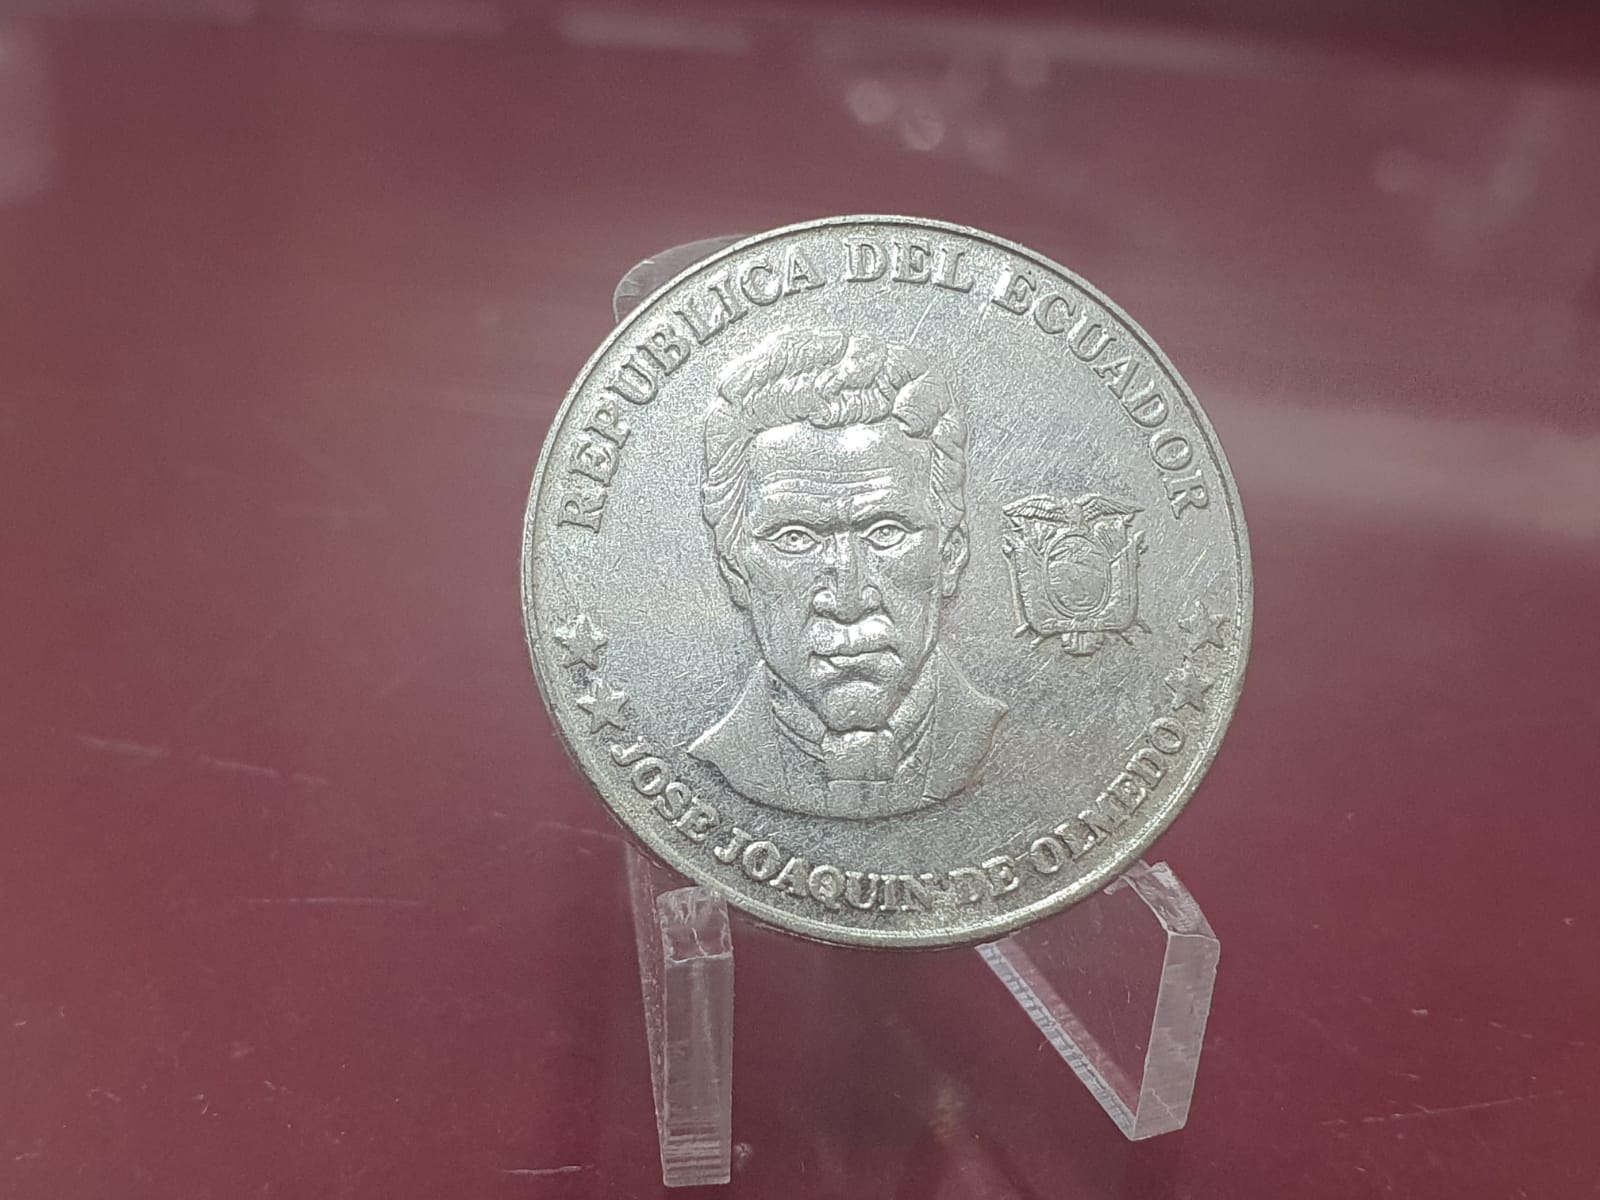 REPUBLICA DEL ECUADOR
JOSE JOAQUIN DE OLMEDO